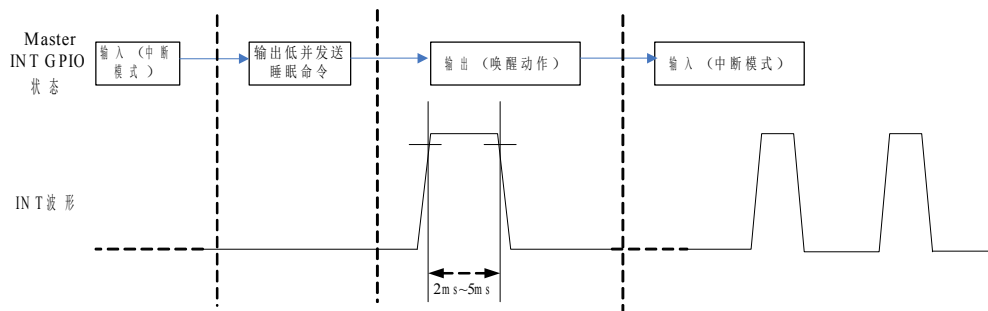 Master
INT GPIO
状态
输入（中断
模式）
输出低并发送
睡眠命令
输出（唤醒动作）
输入（中断模式）
INT波形
2ms~5ms